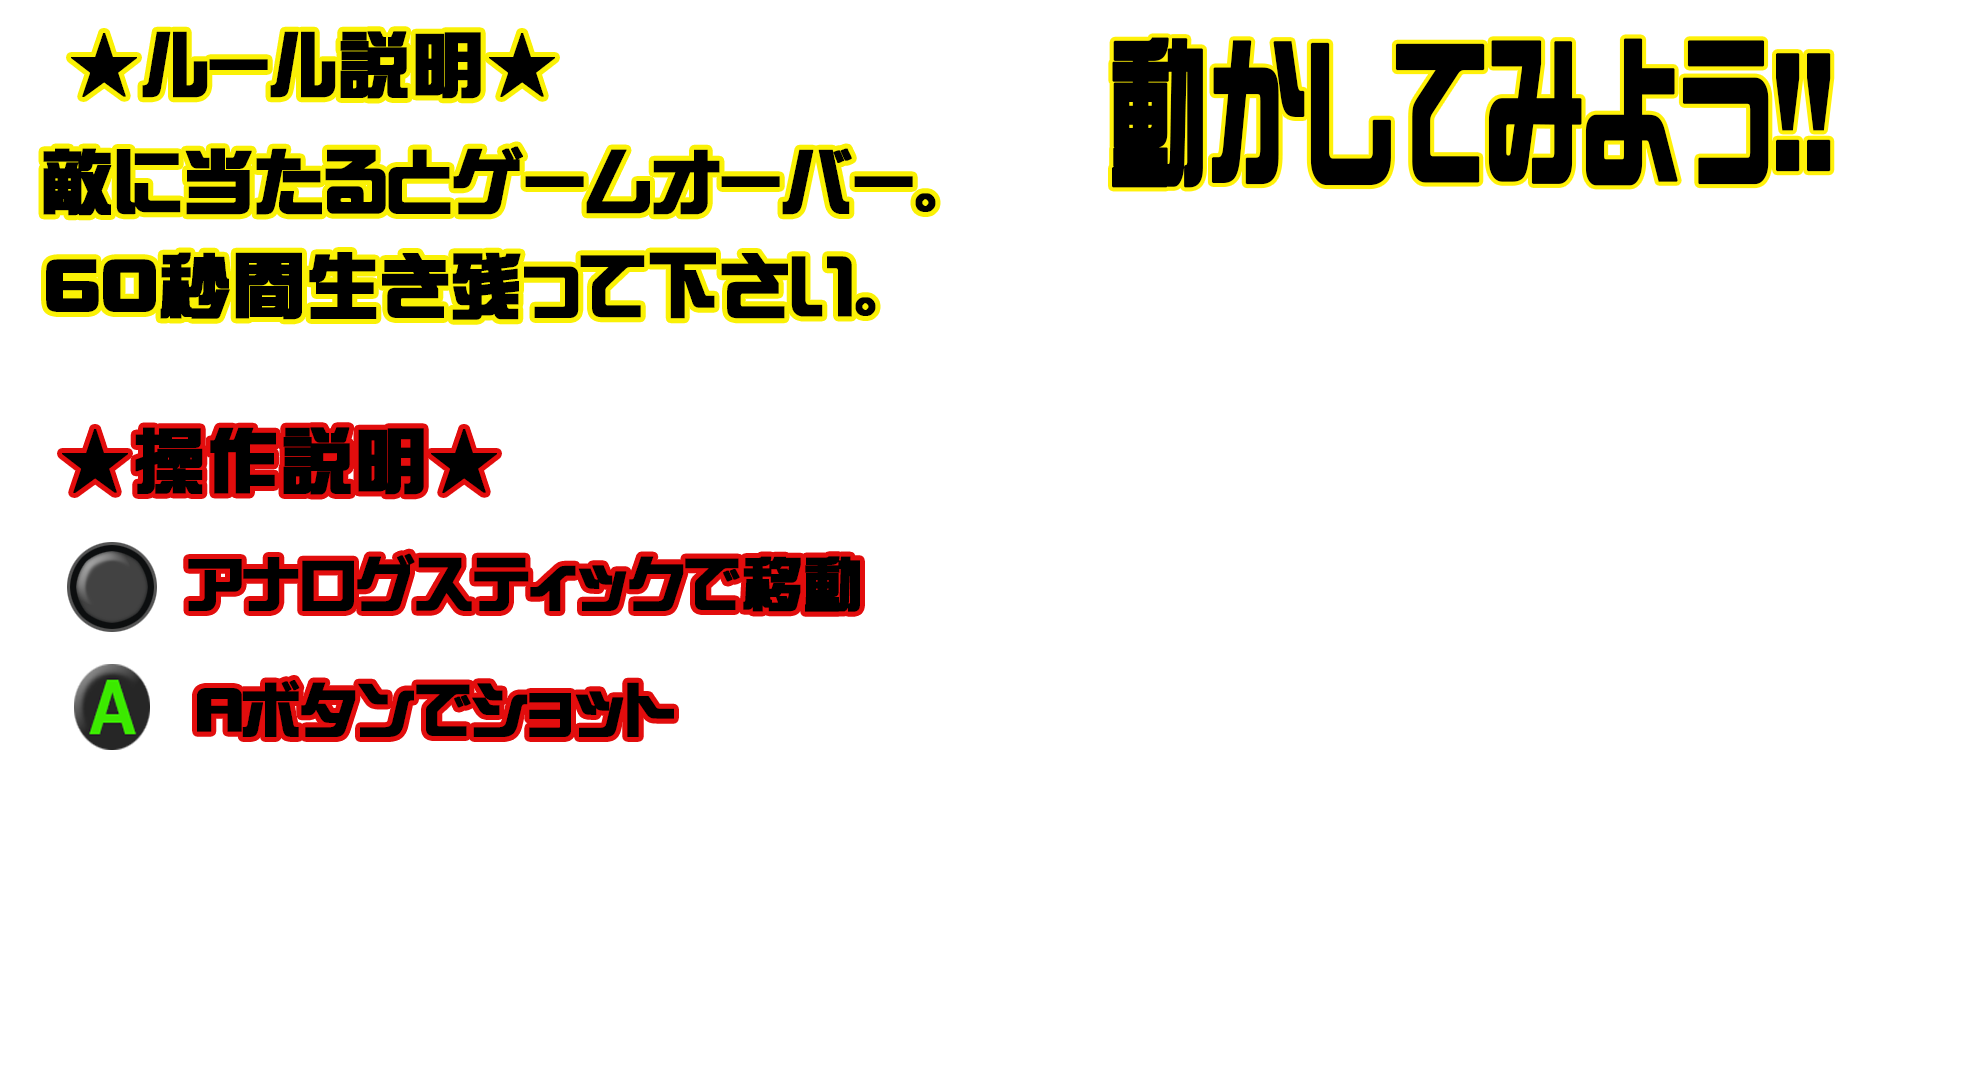 ★ルール説明★
敵に当たるとゲームオーバー。
60秒間生き残って下さい。
★操作説明★
アナログスティックで移動
A
Aボタンでショット
動かしてみよう!!